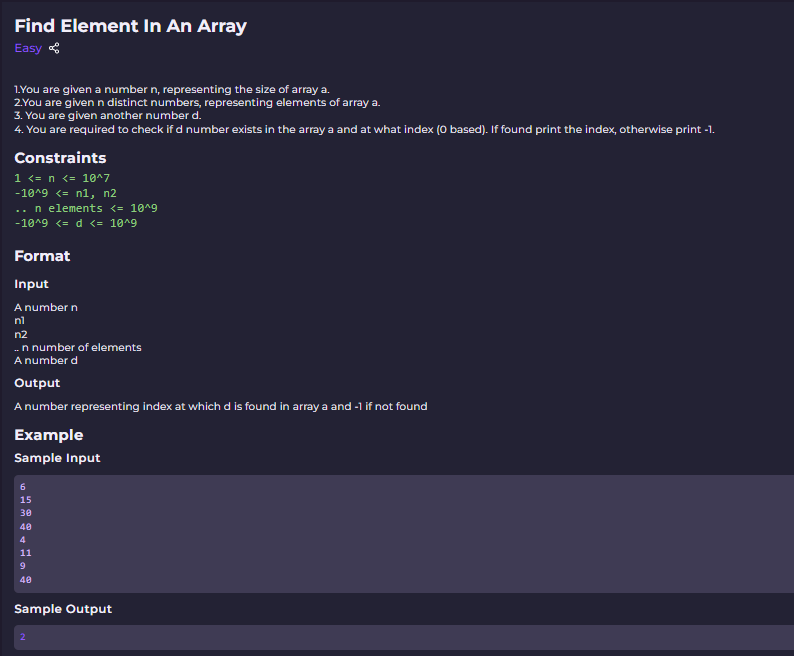 Find Element In An Array
Easy
1.You are given a number n, representing the size of array a.
2.You are given n distinct numbers, representing elements of array a.
3. You are given another number d.
4. You are required to check if d number exists in the array a and at what index (0 based). If found print the index, otherwise print -1.
Constraints
1 <= n <= 10^7
-10^9 <= n1, n2
.. n elements <= 10^9
-10^9 <= d <= 10^9
Format
Input
A number n
n1
n2
.. n number of elements
A number d
Output
A number representing index at which d is found in array a and -1 if not found
Example
Sample Input
6
15
30
40
4
11
9
40
Sample Output
2